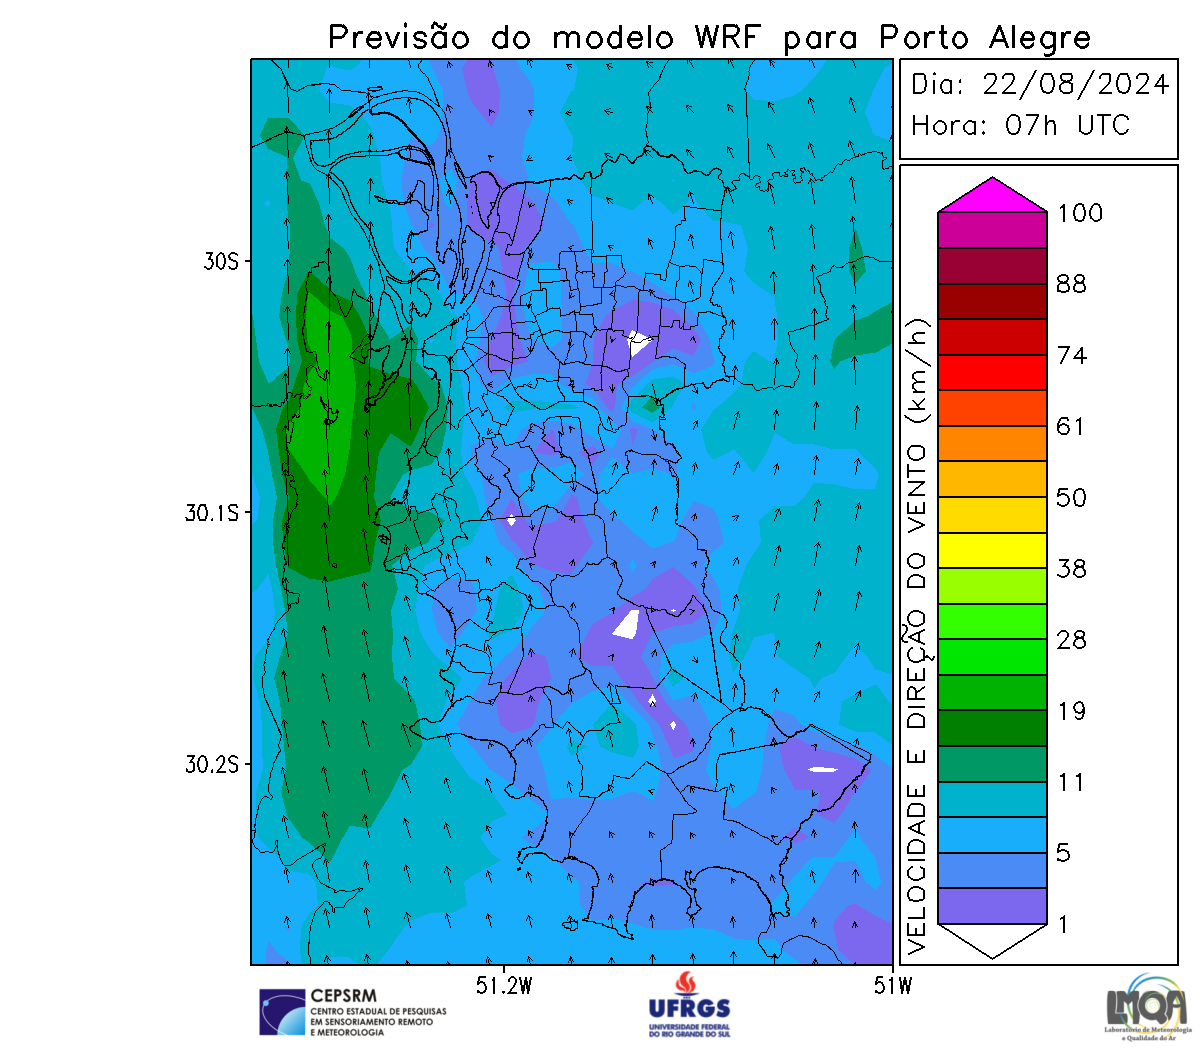 Previsão do modelo WRF para Porto Alegre
Dia: 22/08/2024
Hora: 07h UTC
100
88
74
61
50
38
28
19
11
5
1
VELOCIDADE E DIREÇÃO DO VENTO (km/h)
30S
30.1S
30.2S
51.2W
51W
CEPSRM
CENTRO ESTADUAL DE PESQUISAS
EM SENSORIAMENTO REMOTO
E METEOROLOGIA
UFRGS
UNIVERSIDADE FEDERAL
DO RIO GRANDE DO SUL
LMQA
Laboratório de Meteorologia
e Qualidade do Ar